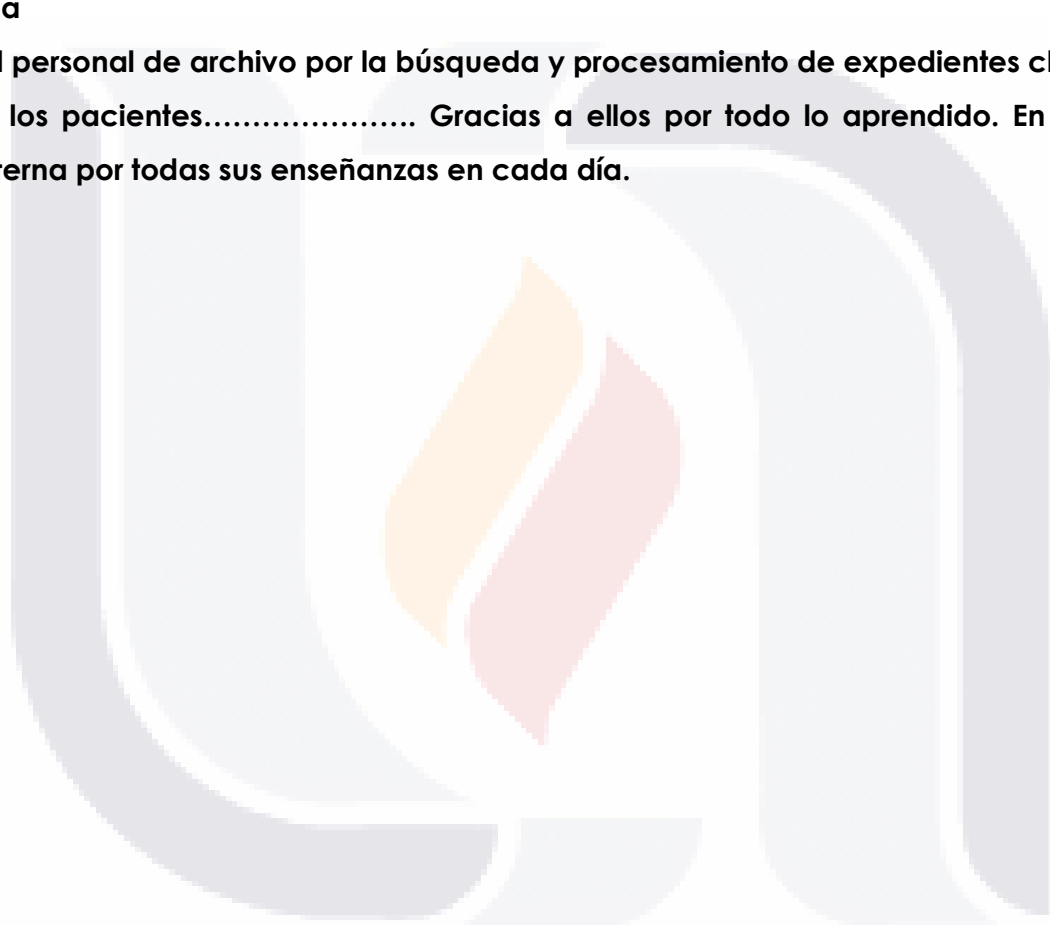 a
l personal de archivo por la búsqueda y procesamiento de expedientes cl
los pacientes…………………. Gracias a ellos por todo lo aprendido. En
terna por todas sus enseñanzas en cada día.